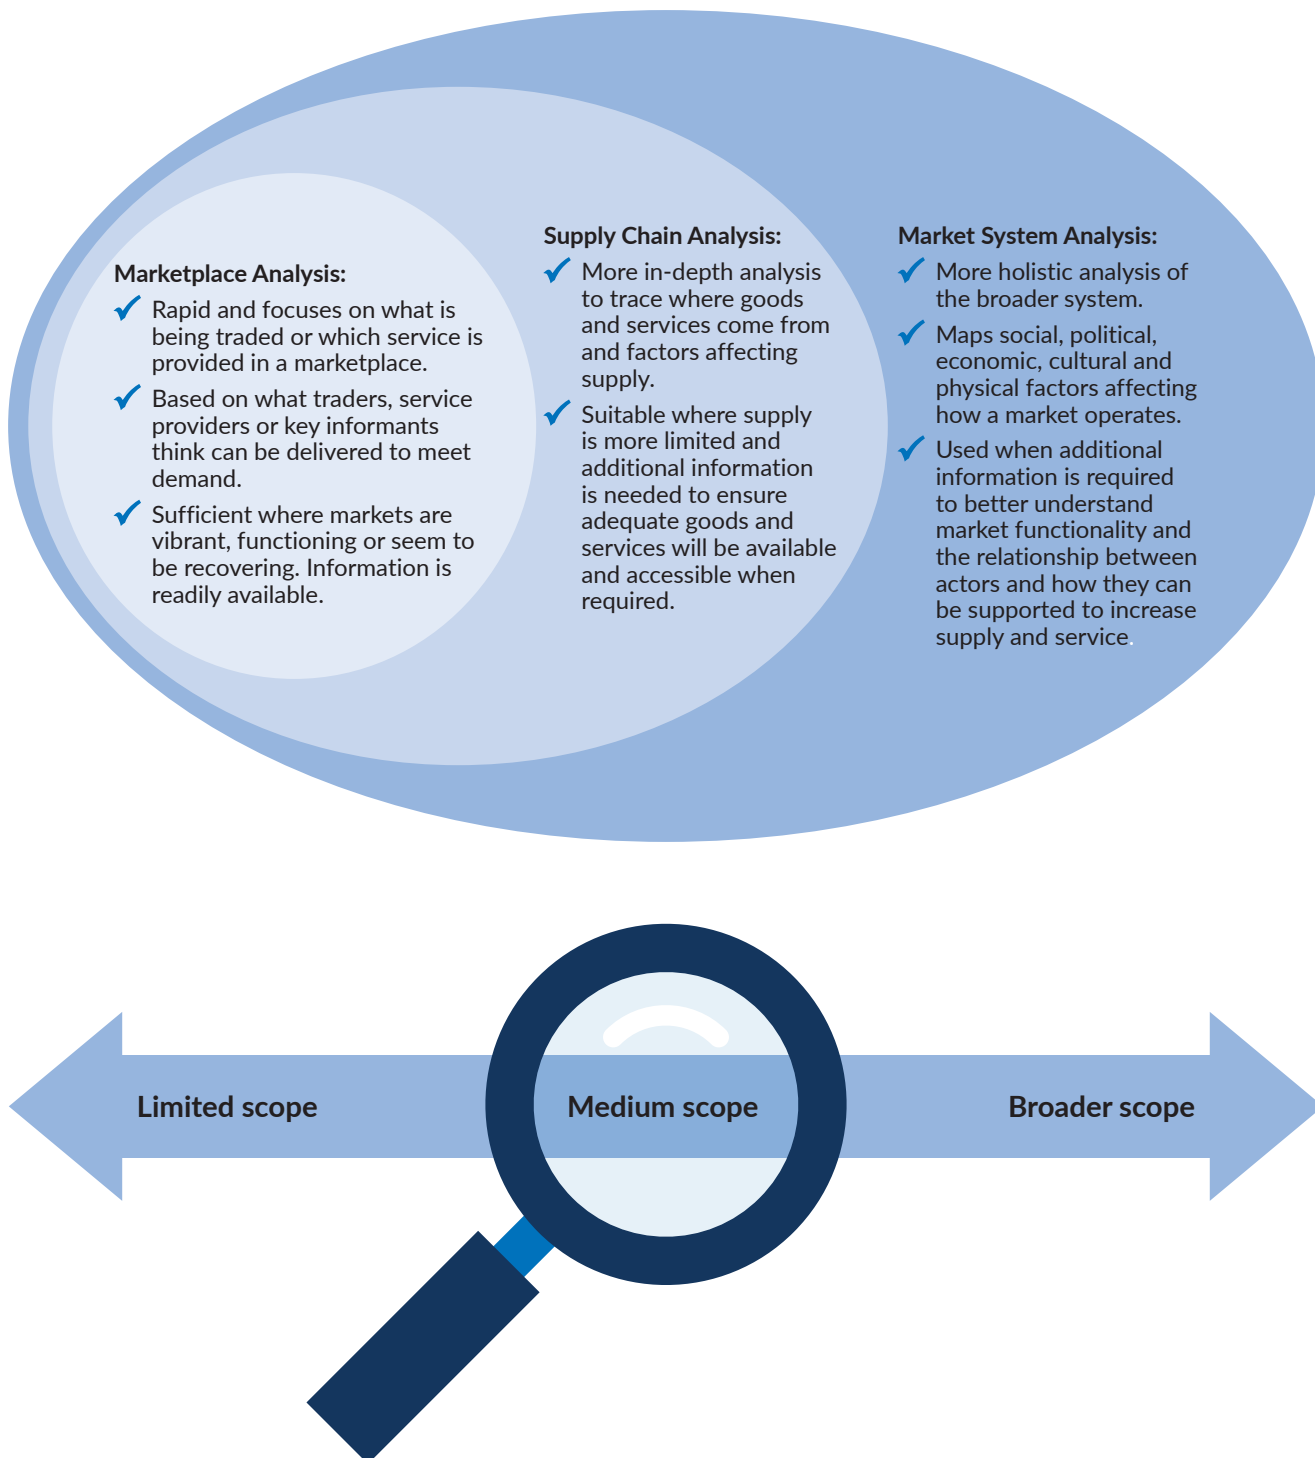 Marketplace Analysis:
Rapid and focuses on what is
being traded or which service is
provided in a marketplace.
Based on what traders, service
providers or key informants
think can be delivered to meet
demand.
Sufficient where markets are
vibrant, functioning or seem to
be recovering. Information is
readily available.
Supply Chain Analysis:
More in-depth analysis
to trace where goods
and services come from
and factors affecting
supply.
Suitable where supply
is more limited and
additional information
is needed to ensure
adequate goods and
services will be available
and accessible when
required.
Market System Analysis:
More holistic analysis of
the broader system.
Maps social, political,
economic, cultural and
physical factors affecting
how a market operates.
Used when additional
information is required
to better understand
market functionality and
the relationship between
actors and how they can
be supported to increase
supply and service.
Limited scope
Medium scope
Broader scope